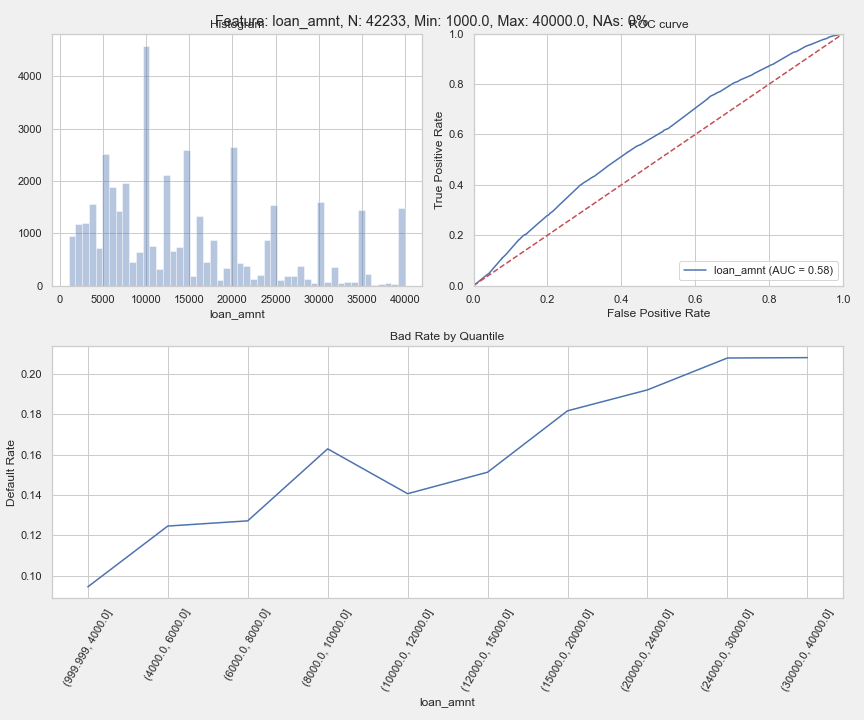 Feature: loan_amnt, N: 42233, Min: 1000.0, Max: 40000.0, NAs: 0%
Histogram
4000
3000
2000
1000
0
0 5000 10000 15000 20000 25000 30000 35000 40000
loan_amnt
ROC curve
True Positive Rate
1.0
0.8
0.6
0.4
0.2
0.0
loan_amnt (AUC = 0.58)
0.0 0.2 0.4 0.6 0.8 1.0
False Positive Rate
Bad Rate by Quantile
Default Rate
0.20
0.18
0.16
0.14
0.12
0.10
(999.999, 4000.0]
(4000.0, 6000.0]
(6000.0, 8000.0]
(8000.0, 10000.0]
(10000.0, 12000.0]
(12000.0, 15000.0]
(15000.0, 20000.0]
(20000.0, 24000.0]
(24000.0, 30000.0]
(30000.0, 40000.0]
loan_amnt